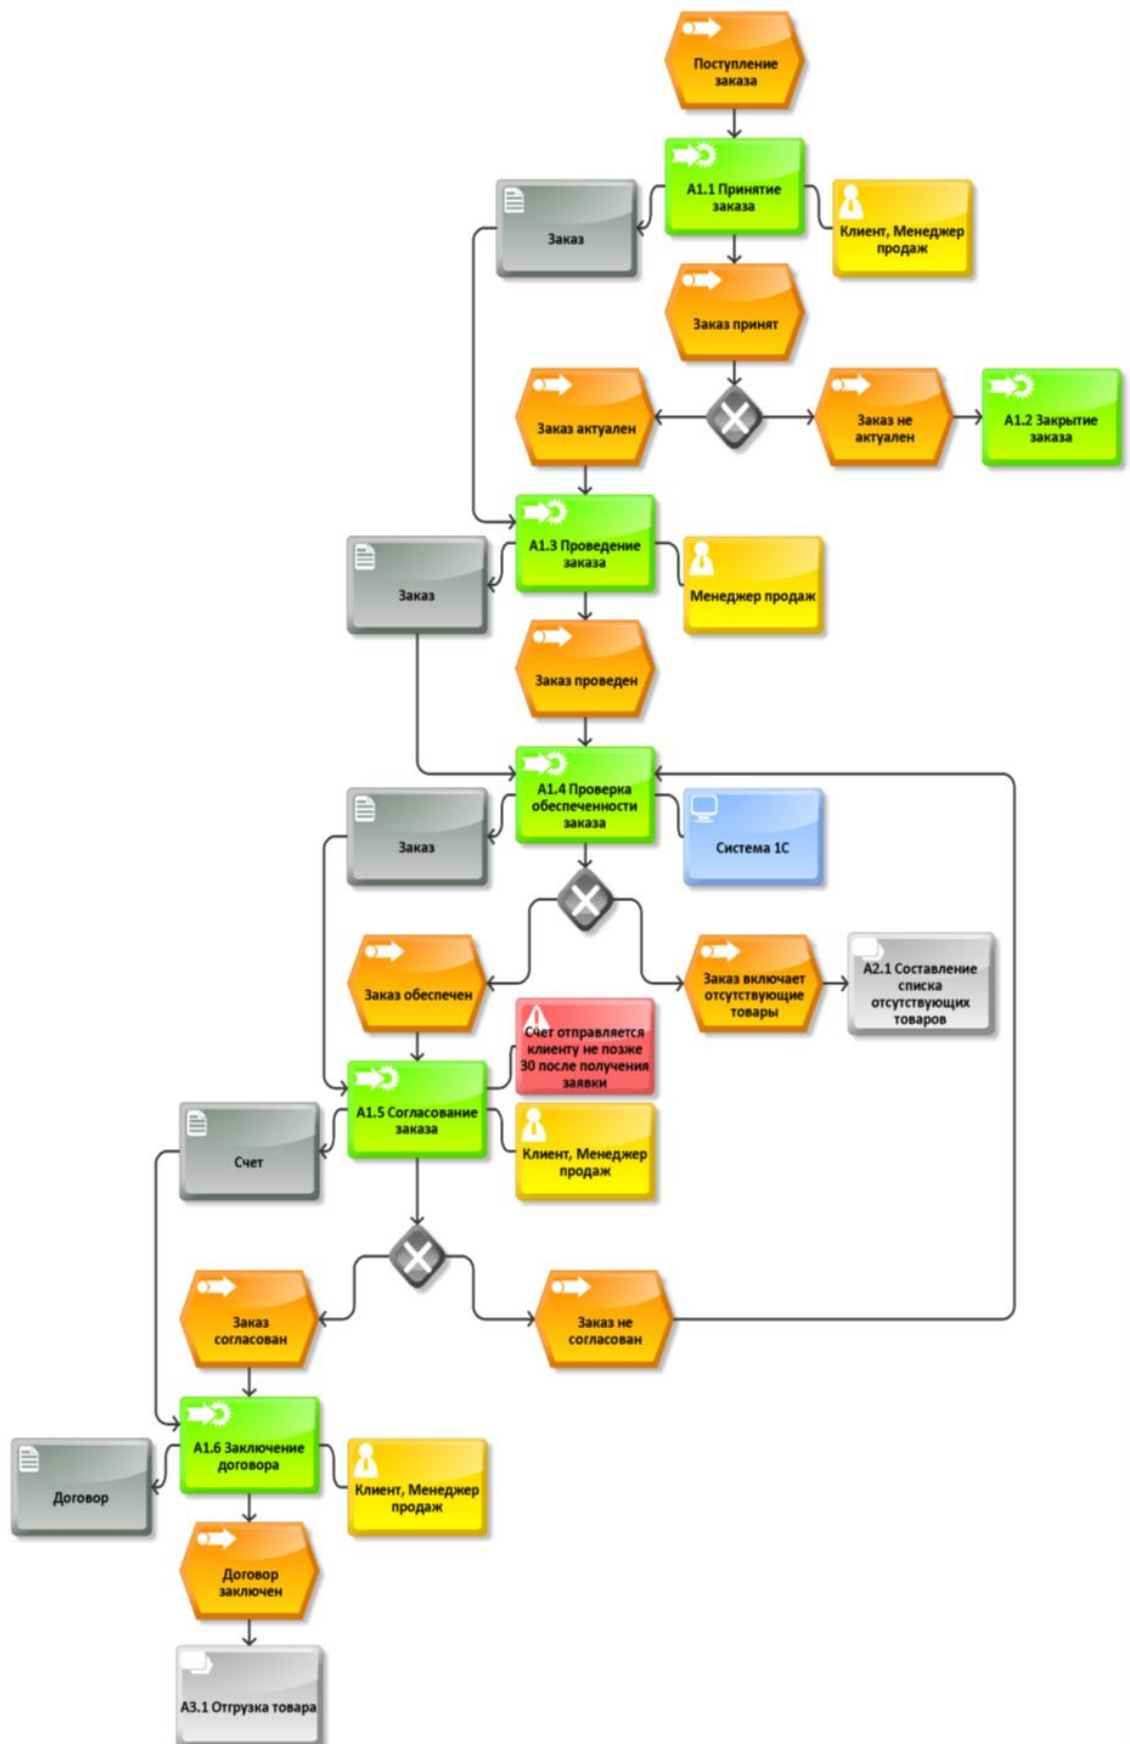 Поступление
заказа
А1.1 Принятие
заказа
Заказ
Клиент, Менеджер
продаж
Заказ принят
Заказ актуален
Заказ не
актуален
А1.2 Закрытие
заказа
А1.3 Проведение
заказа
Заказ
Менеджер продаж
Заказ проведен
А1.4 Проверка
обеспеченности
заказа
Заказ
Система 1С
Заказ обеспечен
Заказ включает
отсутствующие
товары
А2.1 Составление
списка
отсутствующих
товаров
Счет отправляется
клиенту не позже
30 после получения
заявки
А1.5 Согласование
заказа
Счет
Клиент, Менеджер
продаж
Заказ
согласован
Заказ не
согласован
А1.6 Заключение
договора
Договор
Клиент, Менеджер
продаж
Договор
заключен
А3.1 Отгрузка товара